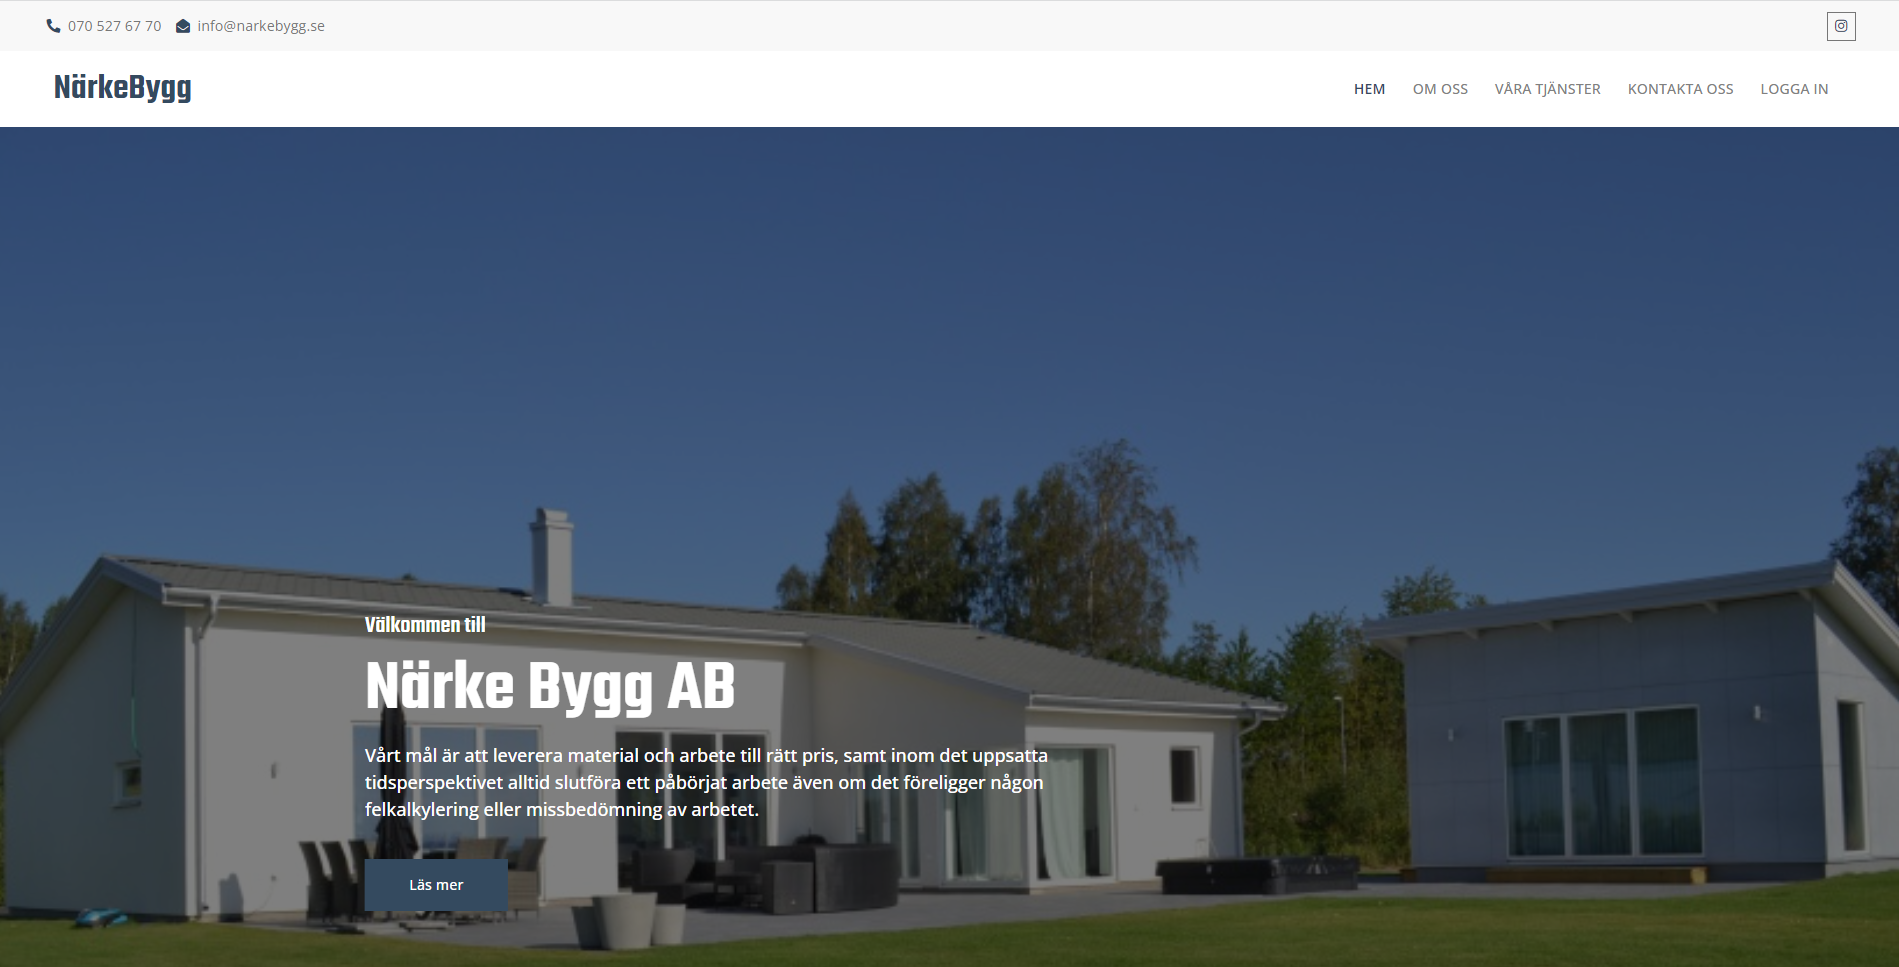 070 527 67 70 info@narkebygg.se
NärkeBygg
HEM OM OSS VÅRA TJÄNSTER KONTAKTA OSS LOGGA IN
Välkommen till
Närke Bygg AB
Vårt mål är att leverera material och arbete till rätt pris, samt inom det uppsatta
tidsperspektivet alltid slutföra ett påbörjat arbete även om det föreligger någon
felkalkylering eller missbedömning av arbetet.
Läs mer